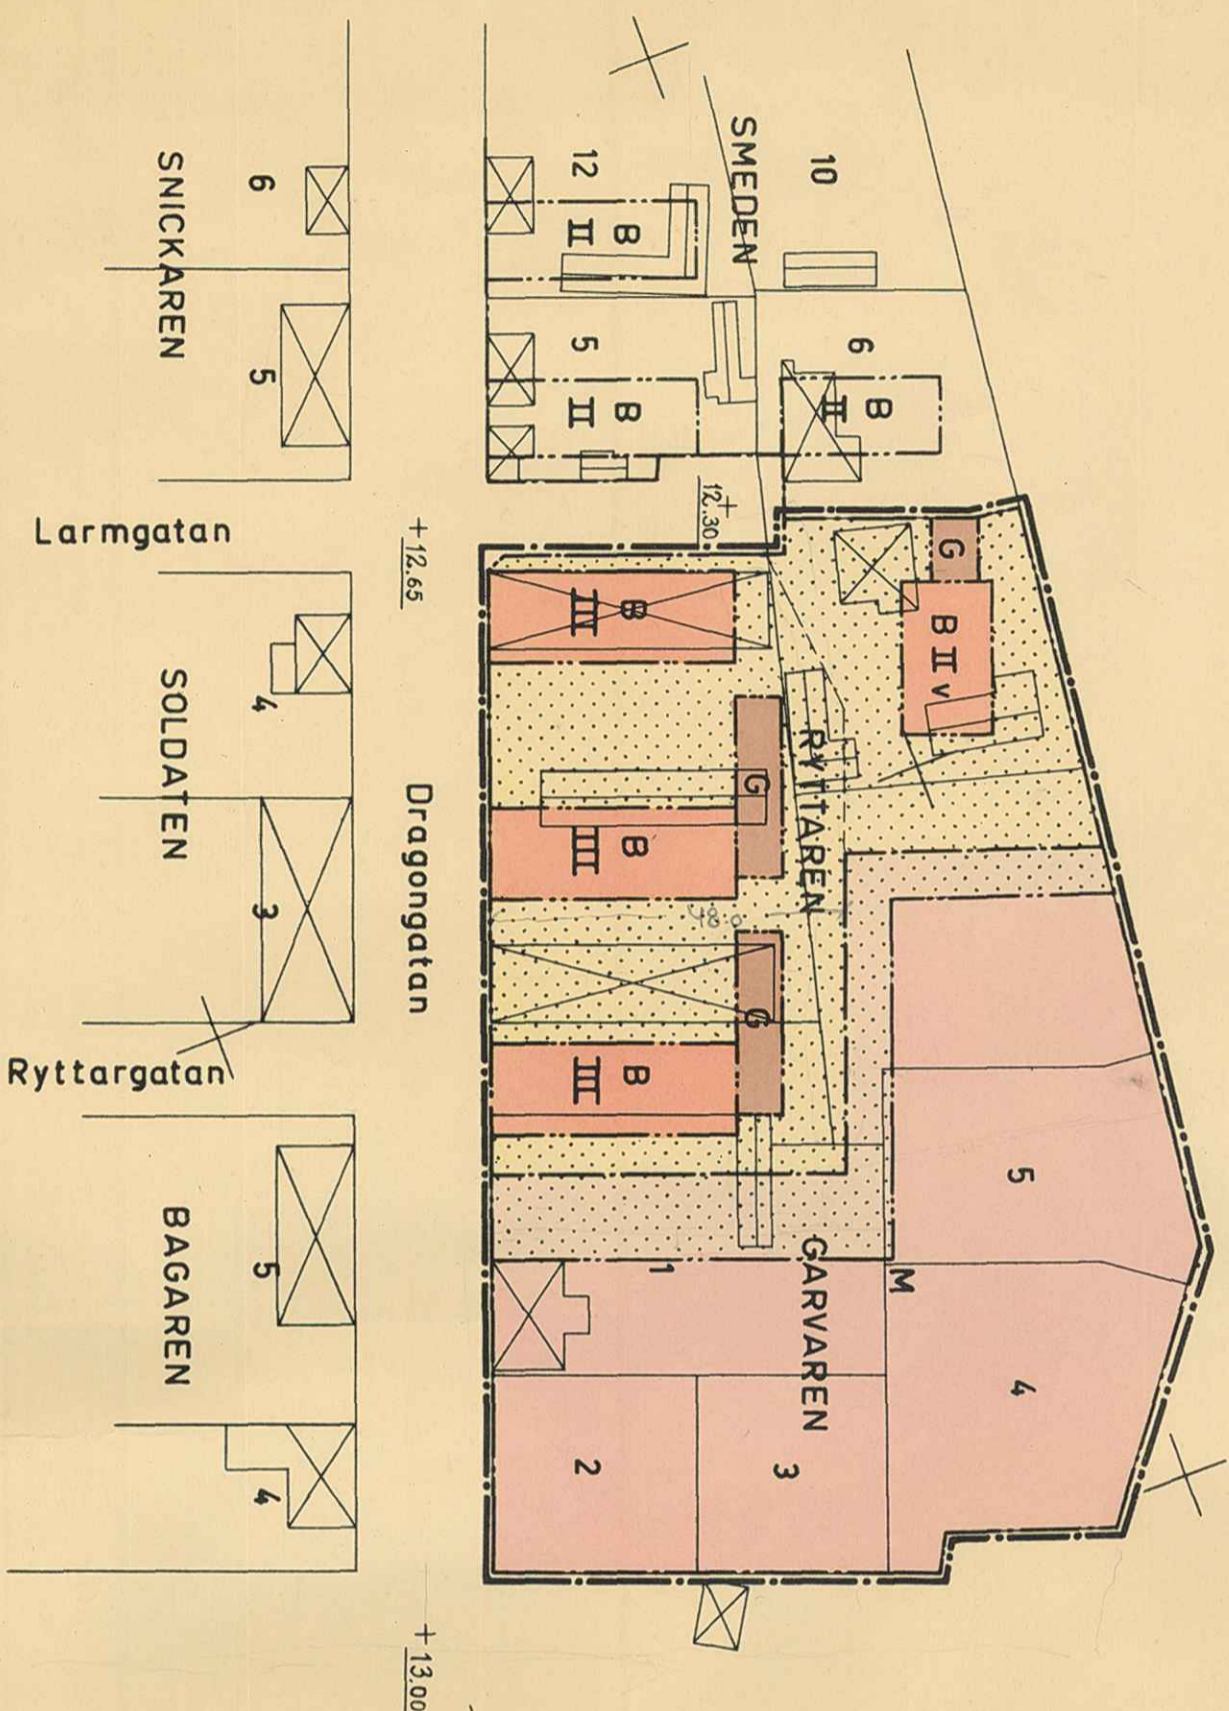 SMEDEN
10
12
B
II
6
B
II
5
B
II
SNICKAREN
6
5
Larmgatan
+12.65
+12.30
G
B II v
B
III
G
RYTTAREN
B
III
G
B
III
SOLDATEN
4
3
Dragongatan
Ryttargatan
BAGAREN
5
4
GARVAREN
M
1
2
3
4
5
+13.00